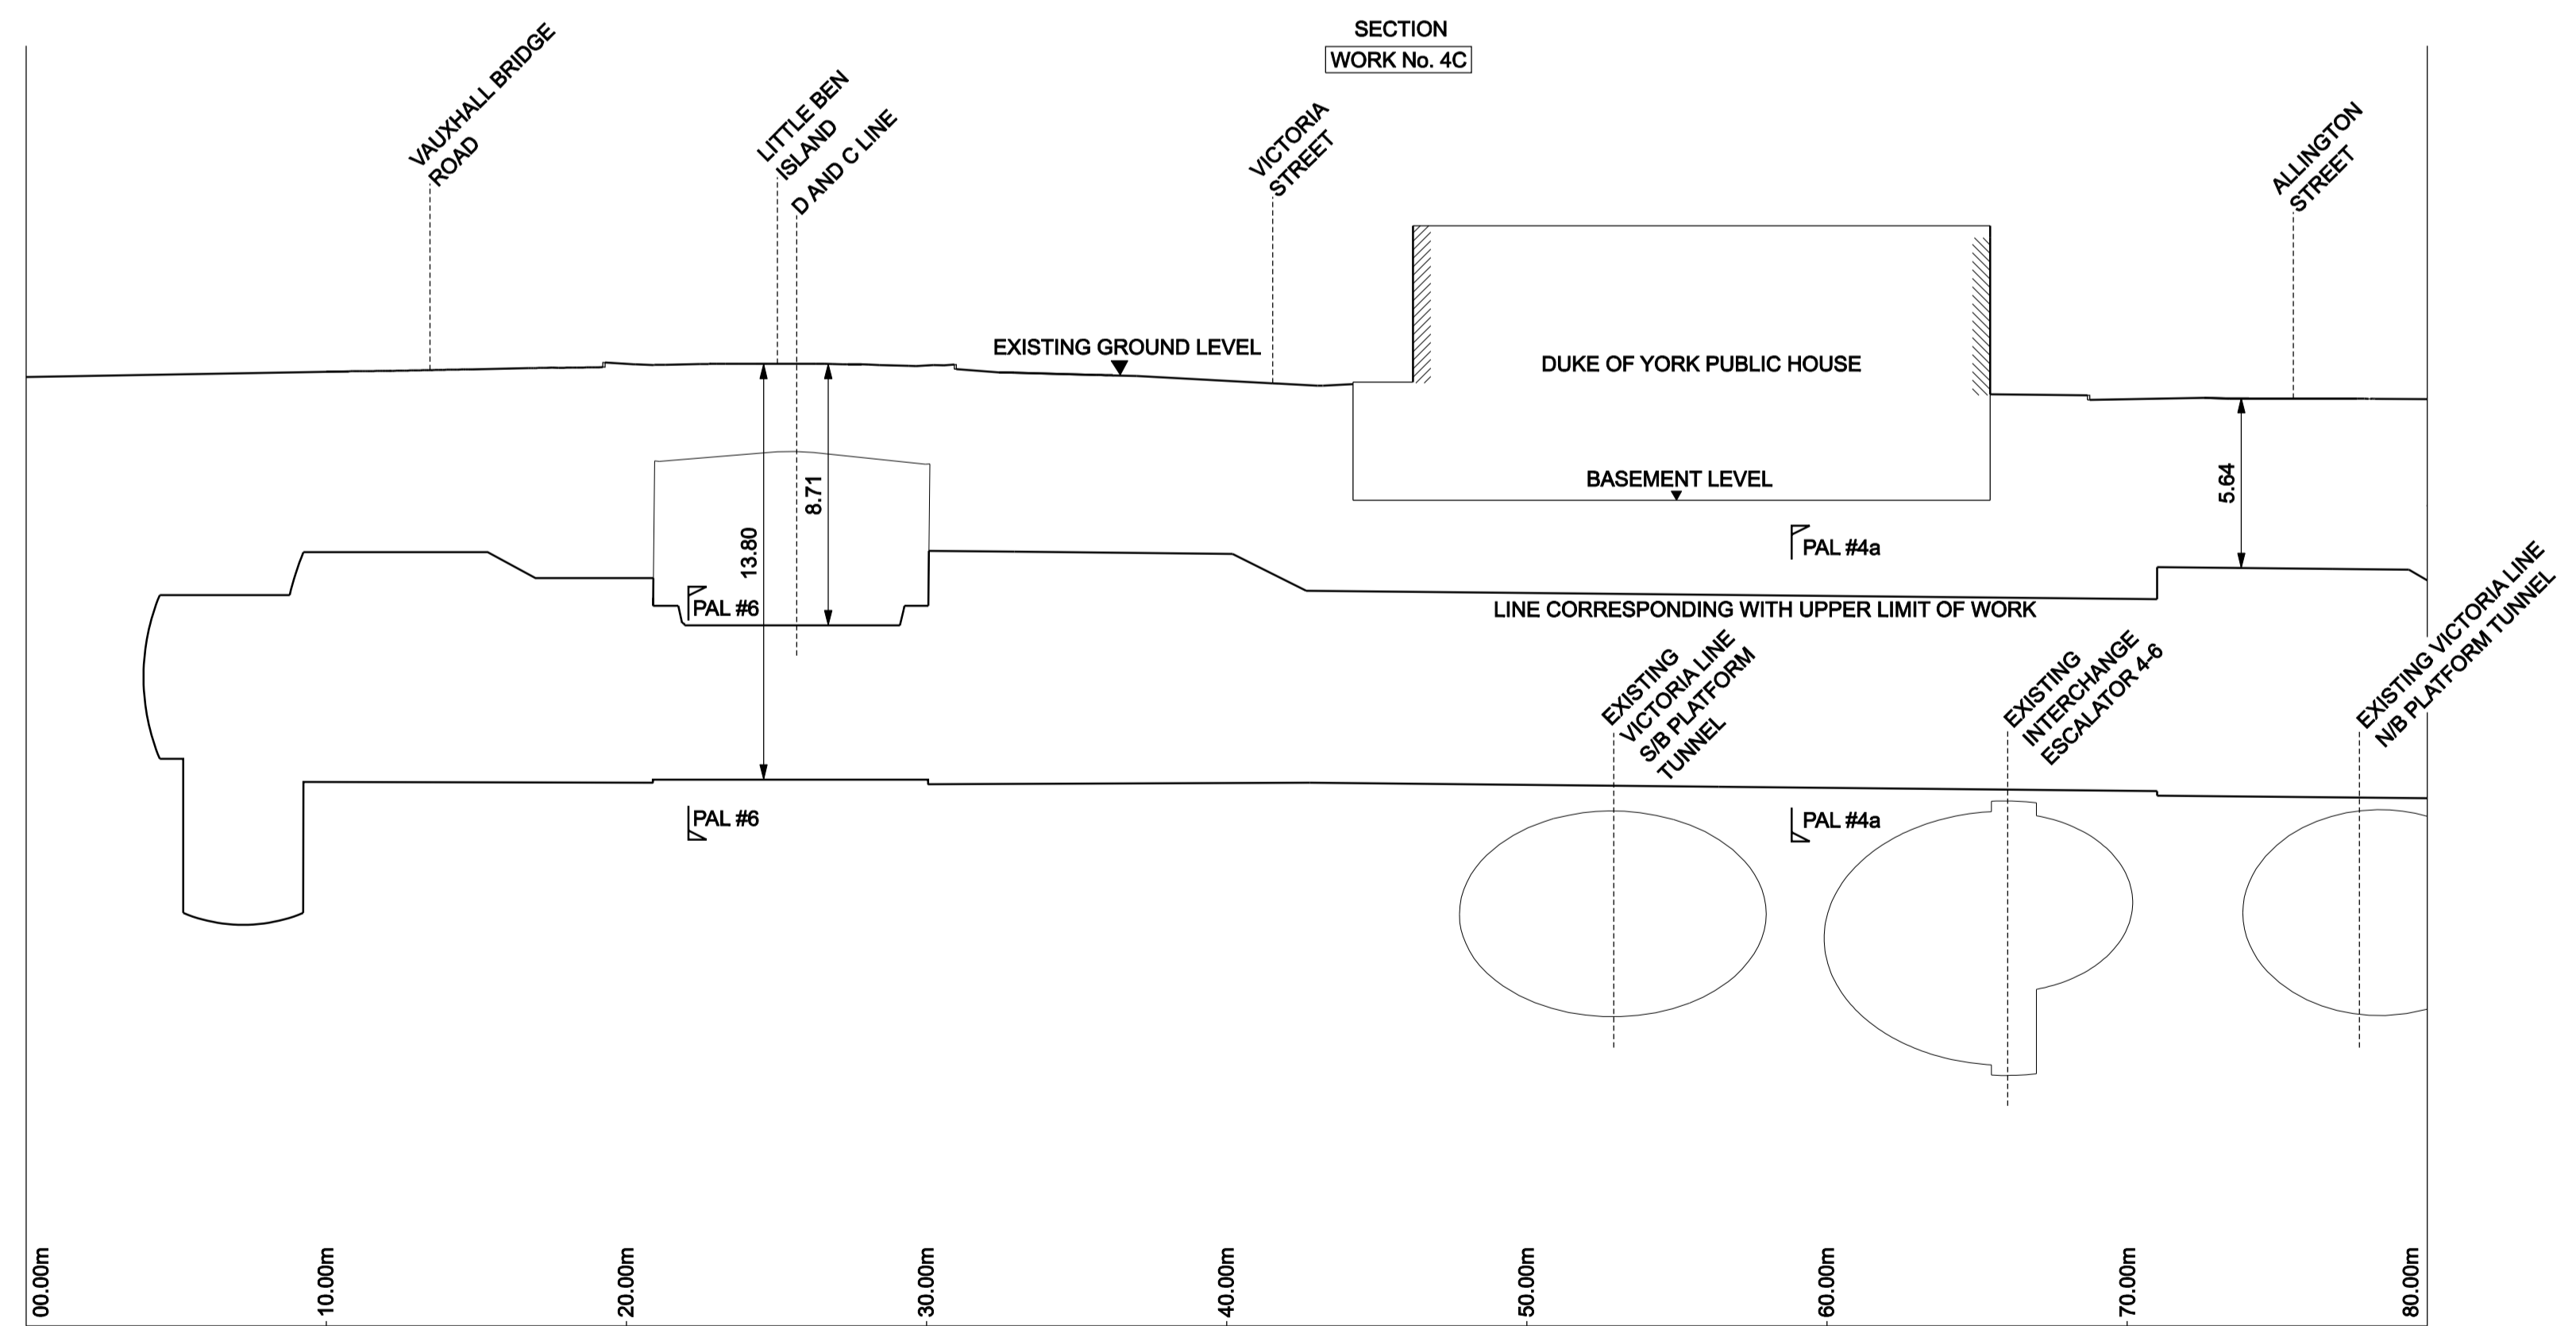 SECTION
WORK No. 4C
VAUXHALL BRIDGE
ROAD
LITTLE BEN
ISLAND
D AND C LINE
VICTORIA
STREET
ALLINGTON
STREET
EXISTING GROUND LEVEL
DUKE OF YORK PUBLIC HOUSE
BASEMENT LEVEL
8.71
13.80
5.64
PAL #4a
PAL #6
LINE CORRESPONDING WITH UPPER LIMIT OF WORK
EXISTING
VICTORIA LINE
S/B PLATFORM
TUNNEL
EXISTING
INTERCHANGE
ESCALATOR 4-6
EXISTING VICTORIA LINE
N/B PLATFORM TUNNEL
PAL #6
PAL #4a
00.00m
10.00m
20.00m
30.00m
40.00m
50.00m
60.00m
70.00m
80.00m